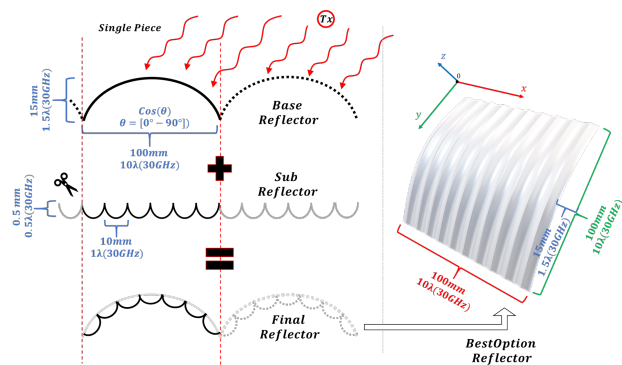 Single Piece
Tx
15mm
1.5λ(30GHz)
Cos(θ)
θ = [0° − 90°])
100mm
10λ(30GHz)
Base
Reflector
Sub
Reflector
0.5 mm
0.5λ(30GHz)
10mm
1λ(30GHz)
Final
Reflector
BestOption
Reflector
z
0
x
y
15mm
1.5λ(30GHz)
100mm
10λ(30GHz)
100mm
10λ(30GHz)